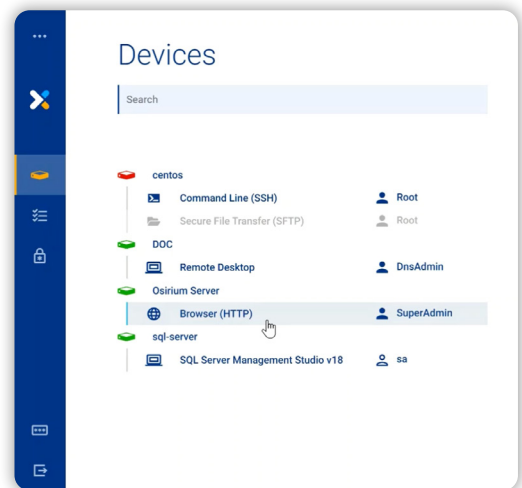 Devices
Search
centos
Command Line (SSH) Root
Secure File Transfer (SFTP) Root
DOC
Remote Desktop DnsAdmin
Osirium Server
Browser (HTTP) SuperAdmin
sql-server
SQL Server Management Studio v18 sa